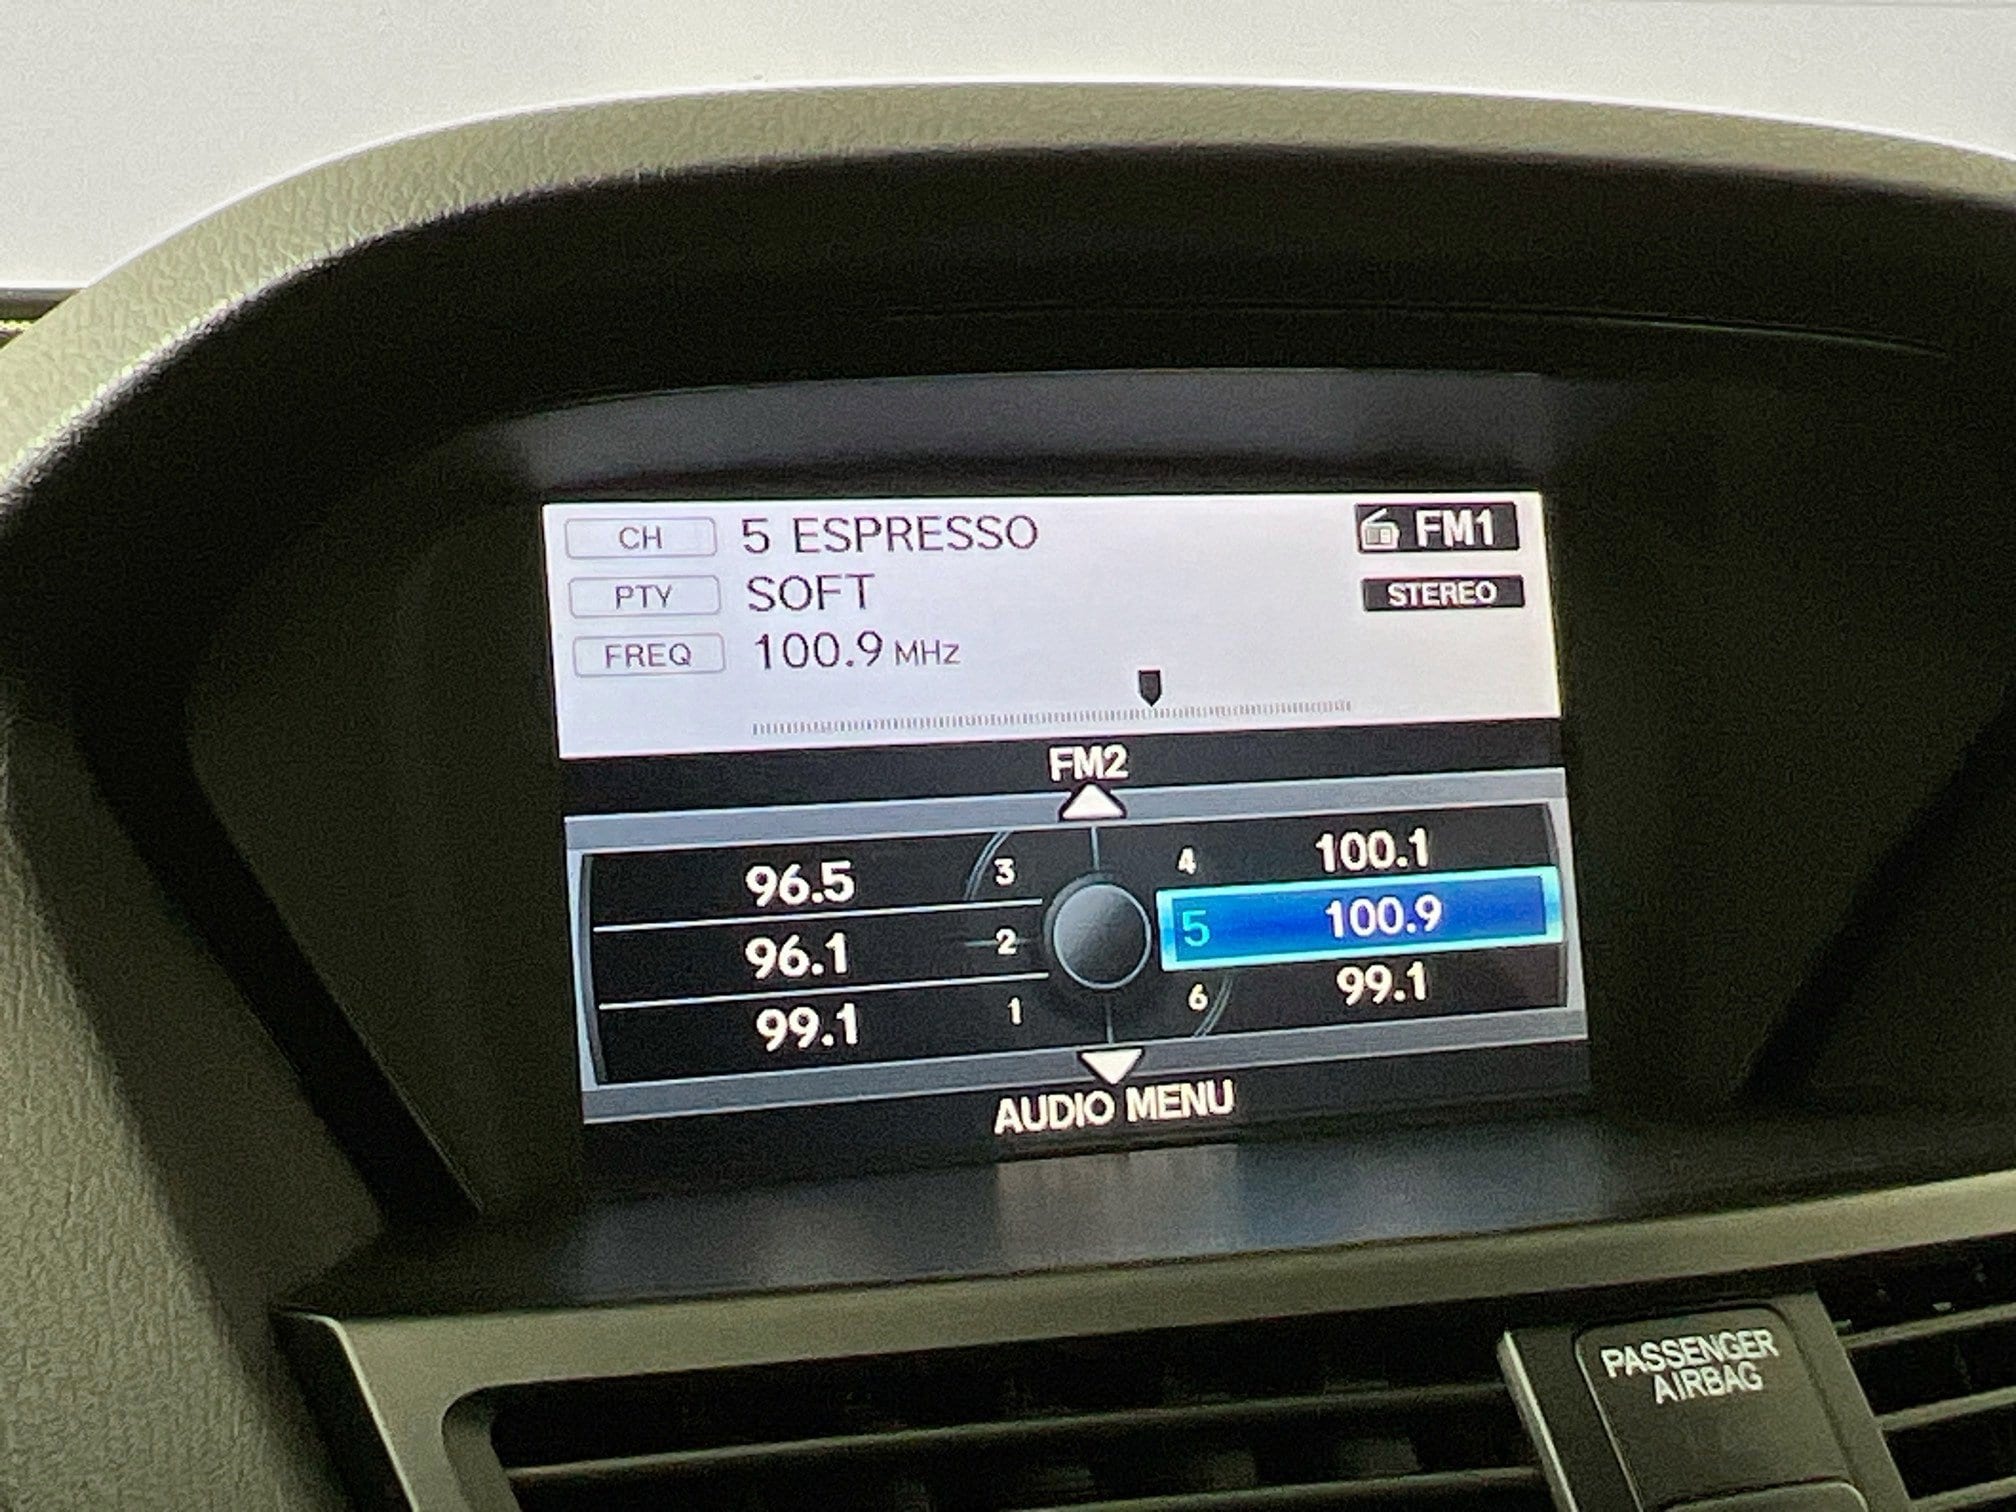 CH 5 ESPRESSO FM1
PTY SOFT STEREO
FREQ 100.9 MHz
FM2
96.5 3 4 100.1
96.1 2 5 100.9
99.1 1 6 99.1
AUDIO MENU
PASSENGER
AIRBAG